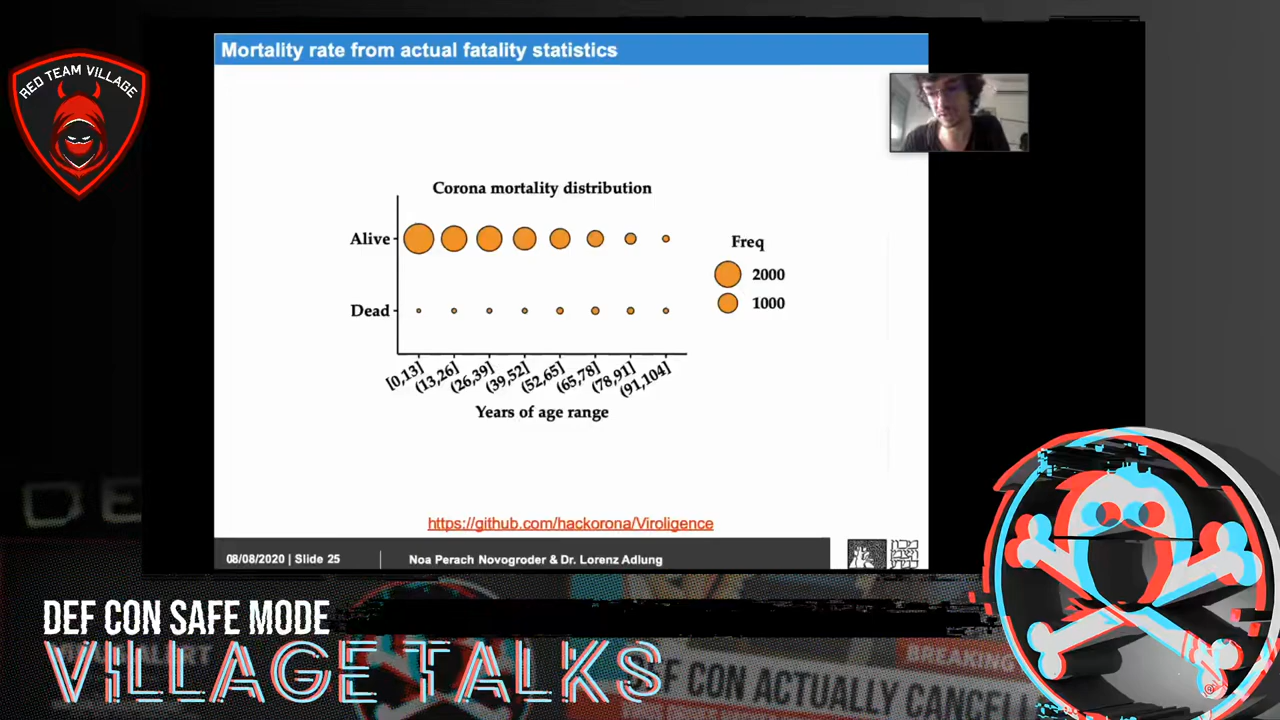 RED TEAM VILLAGE
Mortality rate from actual fatality statistics
Corona mortality distribution
Alive
Dead
[0,13]
(13,26]
(26,39]
(39,52]
(52,65]
(65,78]
(78,91]
(91,104]
Years of age range
Freq
2000
1000
https://github.com/hackorona/Viroligence
08/08/2020 | Slide 25
Noa Perach Novogroder & Dr. Lorenz Adlung
DEF CON SAFE MODE
VILLAGE TALKS
BREAKING
DEF CON ACTUALLY CANCELL